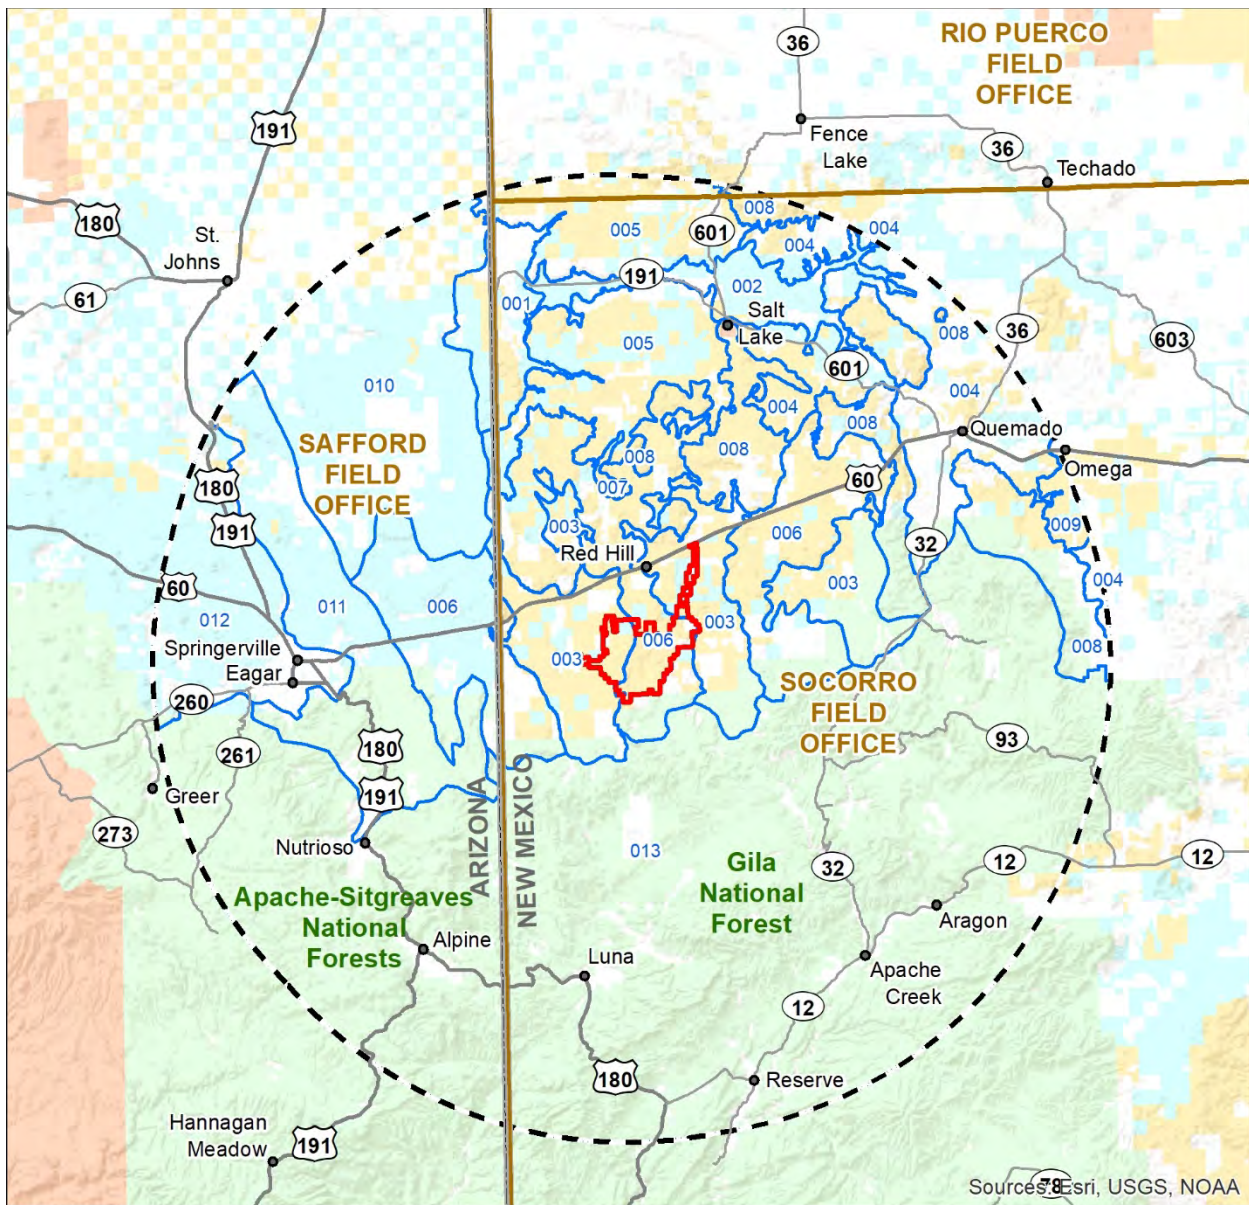 36
RIO PUERCO
FIELD
OFFICE
191
Fence
Lake
36
Techado
180
St.
Johns
008
005
601
004
004
61
191
002
001
Salt
Lake
008
36
005
601
603
010
004
004
008
Quemado
SAFFORD
FIELD
OFFICE
008
008
Omega
180
007
60
191
003
009
006
Red Hill
32
60
003
004
012
011
006
003
Springerville
006
Eagar
003
008
260
SOCORRO
FIELD
OFFICE
261
180
93
Greer
191
ARIZONA
NEW MEXICO
273
Nutrioso
013
12
12
Gila
National
Forest
32
Apache-Sitgreaves
National
Forests
Aragon
Alpine
Luna
Apache
Creek
12
180
Reserve
Hannagan
Meadow
191
78
Sources: Esri, USGS, NOAA